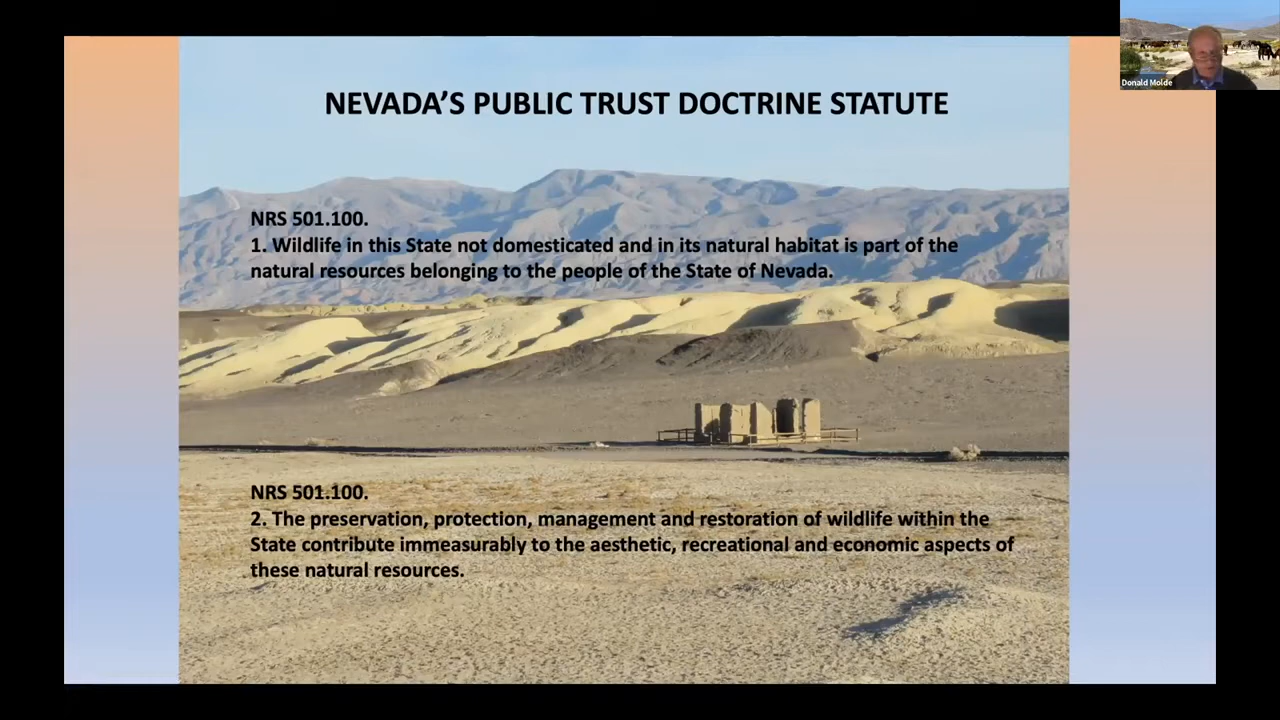 Donald Molde
NEVADA’S PUBLIC TRUST DOCTRINE STATUTE
NRS 501.100.
1. Wildlife in this State not domesticated and in its natural habitat is part of the
natural resources belonging to the people of the State of Nevada.
NRS 501.100.
2. The preservation, protection, management and restoration of wildlife within the
State contribute immeasurably to the aesthetic, recreational and economic aspects of
these natural resources.